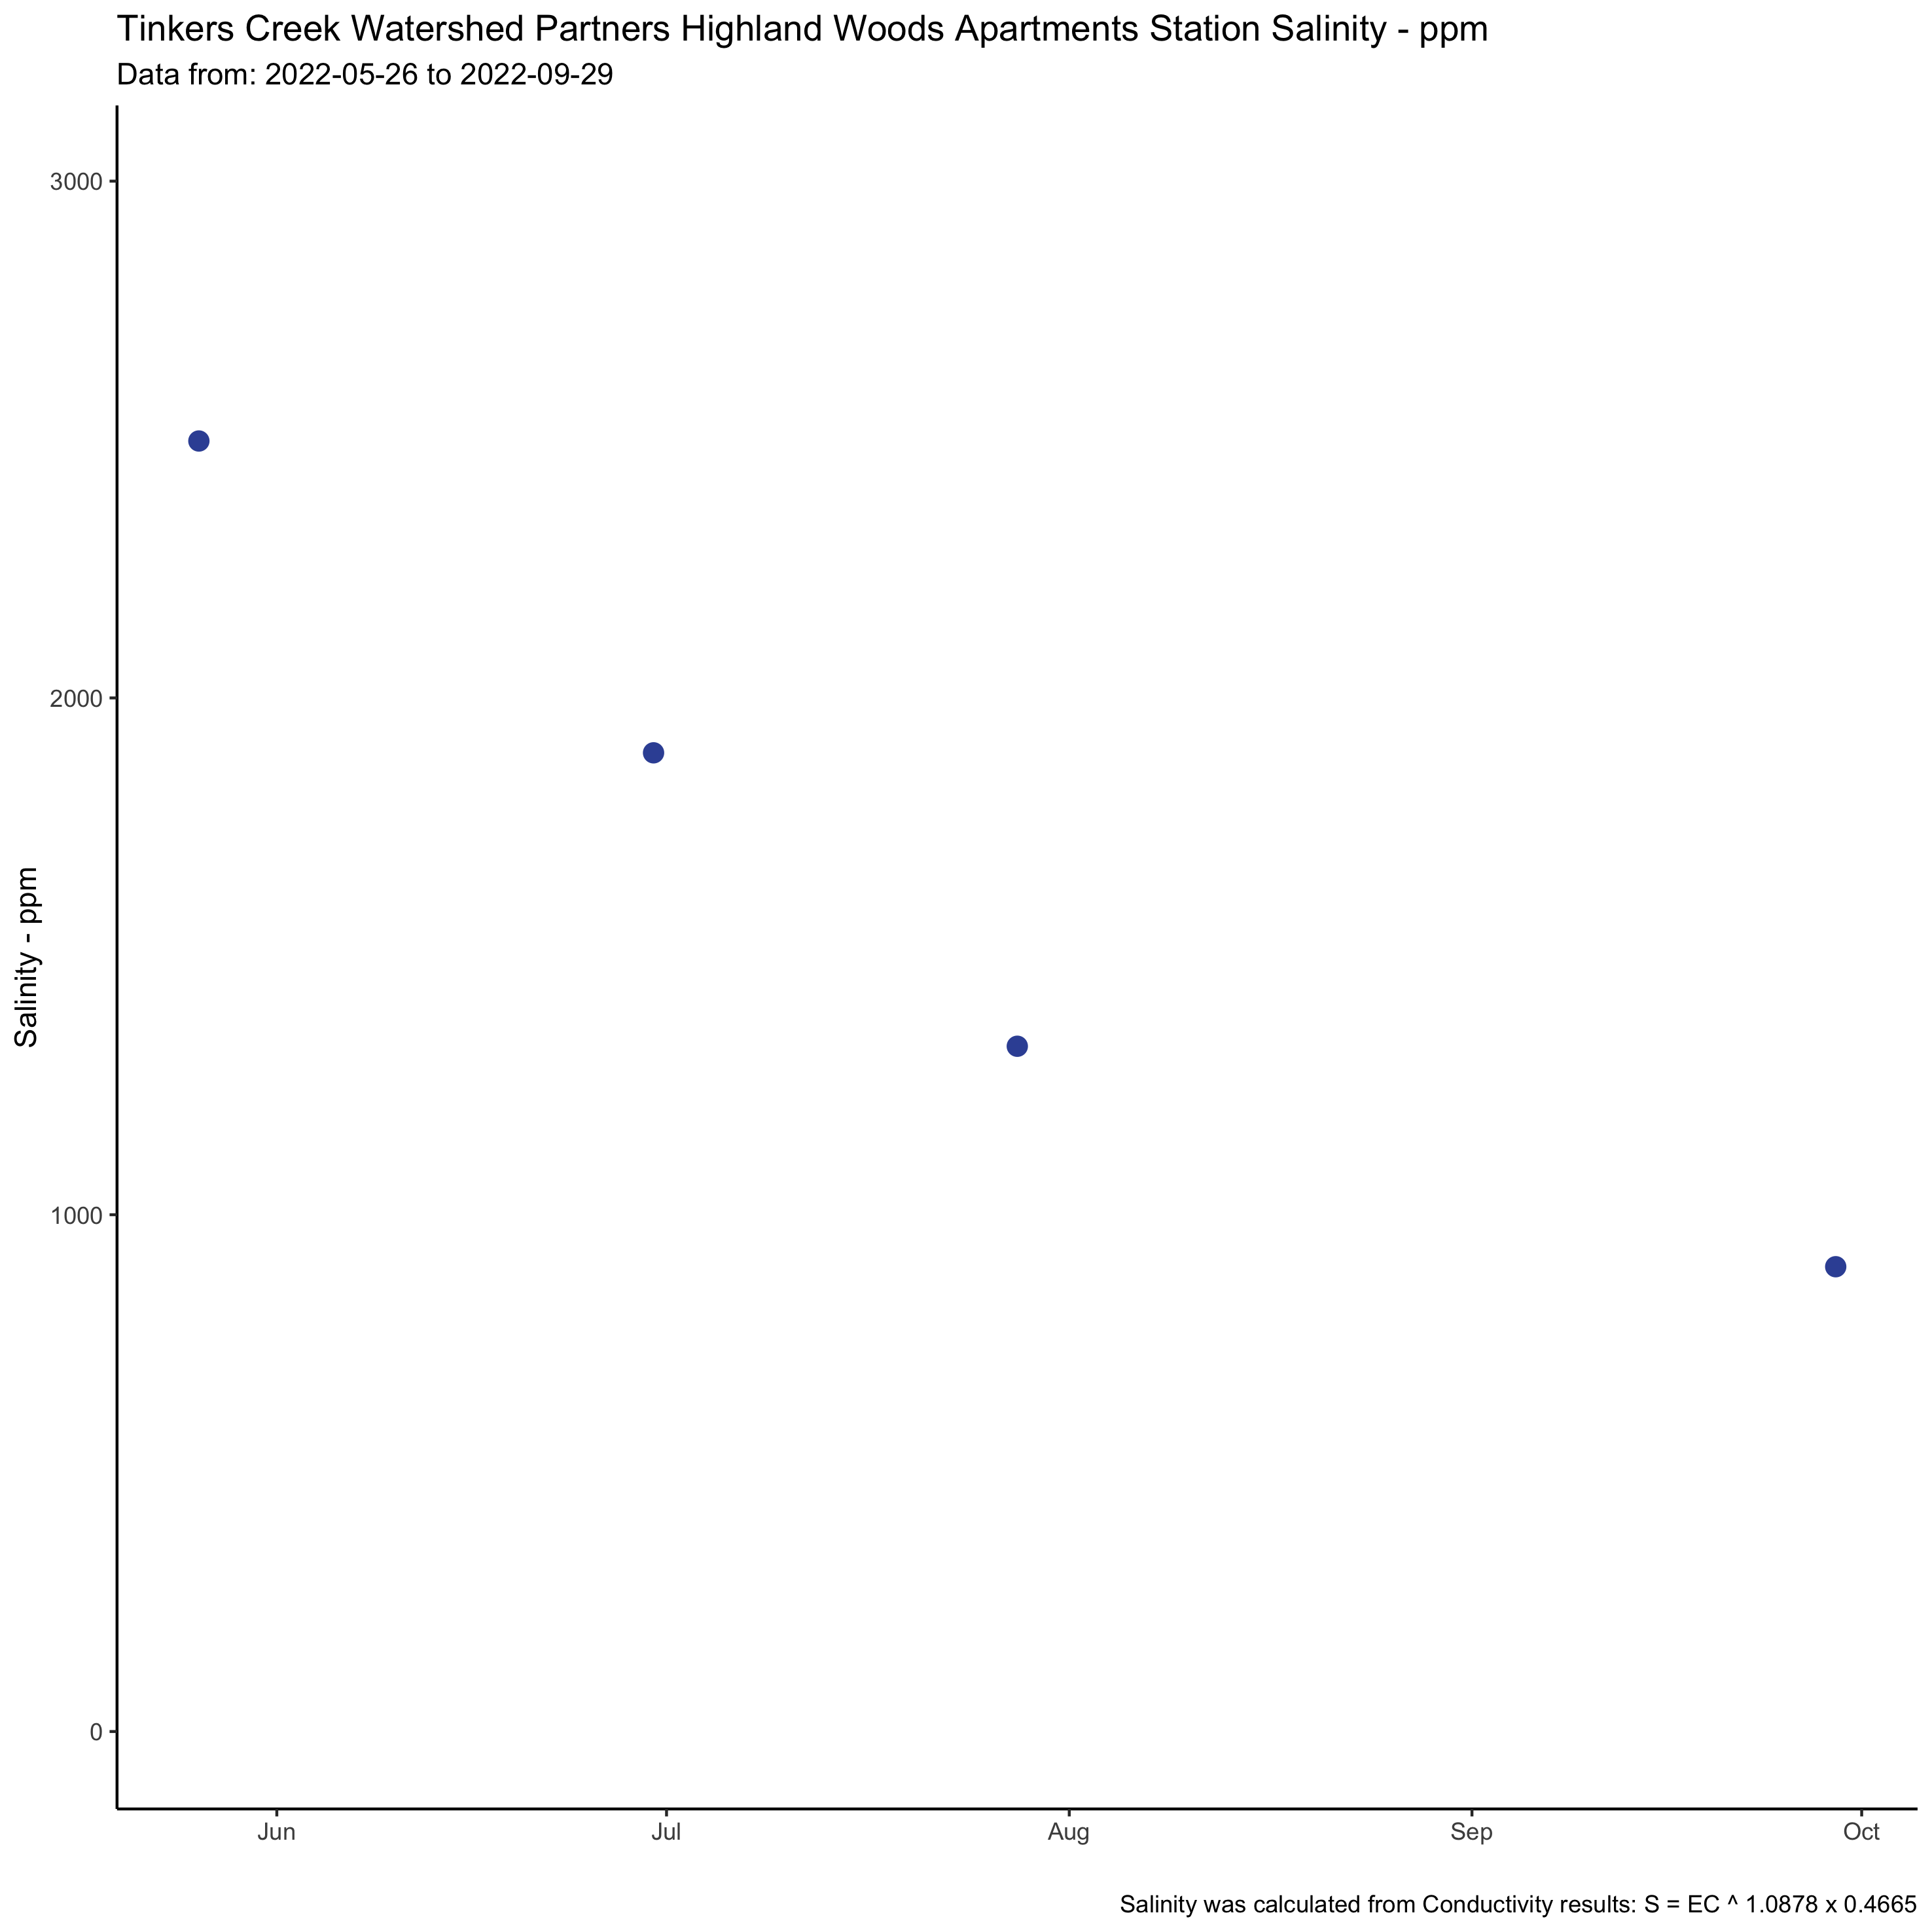 Tinkers Creek Watershed Partners Highland Woods Apartments Station Salinity - ppm
Data from: 2022-05-26 to 2022-09-29
3000
2000
1000
0
Salinity - ppm
Jun Jul Aug Sep Oct
Salinity was calculated from Conductivity results: S = EC ^ 1.0878 x 0.4665